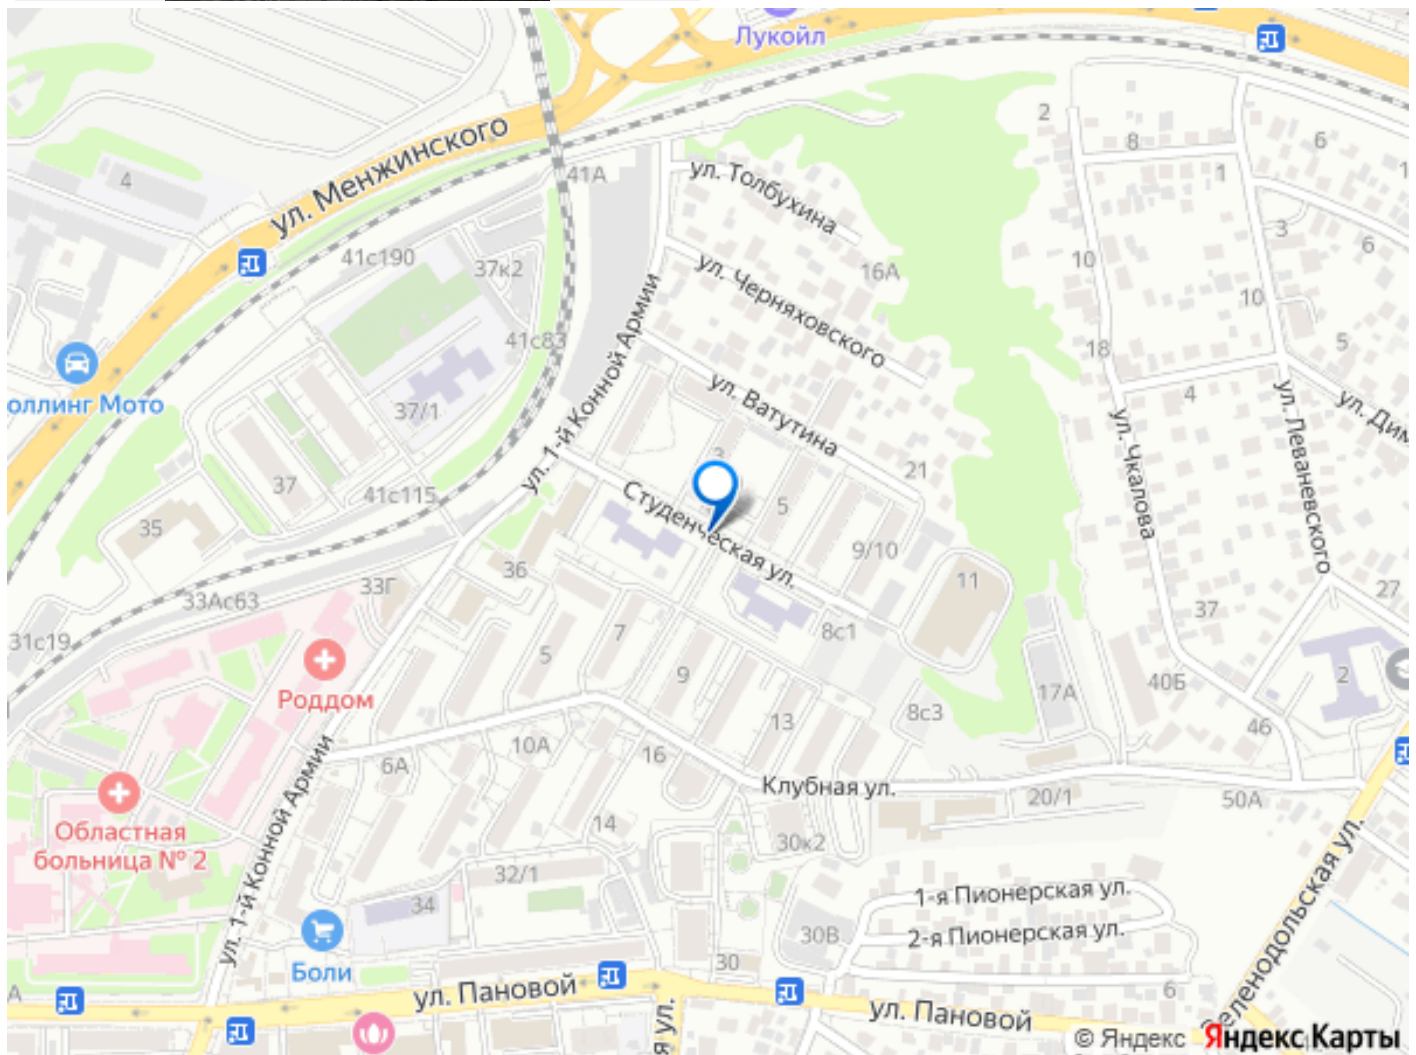 Лукойл
ул. Менжинского
41А
4
ул. Толбухина
2
8
6
1
3
6
41с190
37к2
16А
10
10
ул. Черняховского
41с83
18
5
4
оллинг Мото
37/1
ул. 1-й Конной Армии
ул. Ватутина
ул. Чкалова
ул. Леваневского
ул. Дим
3
21
37
41с115
5
Студенческая ул.
35
9/10
11
36
33Г
33Ас63
27
37
31с19
7
8с1
5
9
2
Роддом
17А
40Б
8с3
13
46
10А
16
6А
Клубная ул.
20/1
50А
ул. 1-й Конной Армии
Областная
больница № 2
14
30к2
32/1
34
1-я Пионерская ул.
2-я Пионерская ул.
30В
Зеленодольская ул.
Боли
30
6
А
ул. Пановой
ул. Пановой
я ул.
© Яндекс Яндекс Карты